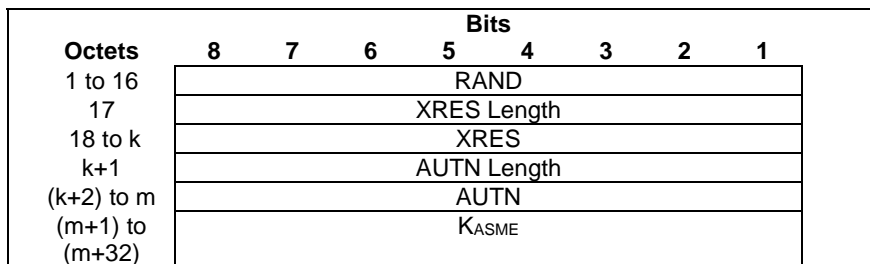 Bits
Octets 8 7 6 5 4 3 2 1
1 to 16 RAND
17 XRES Length
18 to k XRES
k+1 AUTN Length
(k+2) to m AUTN
(m+1) to KASME
(m+32)